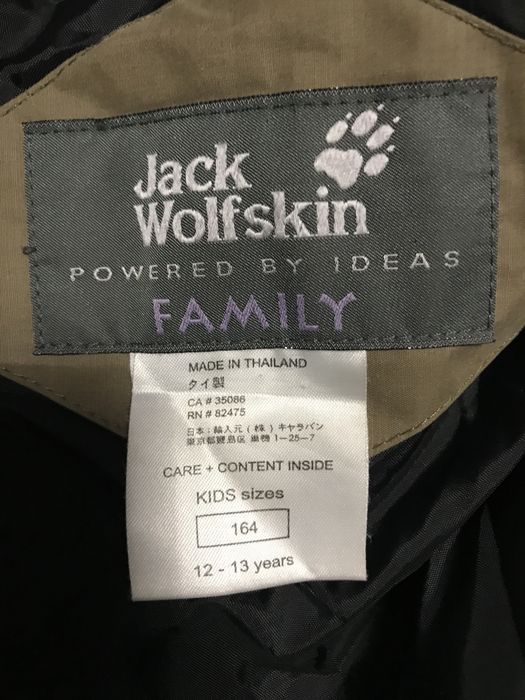 Jack
Wolfskin
POWERED BY IDEAS
FAMILY
MADE IN THAILAND
タイ製
CA # 35086
RN # 82475
日本: 輸入元 (株) キャラバン
東京都豊島区 巣鴨 1-25-7
CARE + CONTENT INSIDE
KIDS sizes
164
12 - 13 years